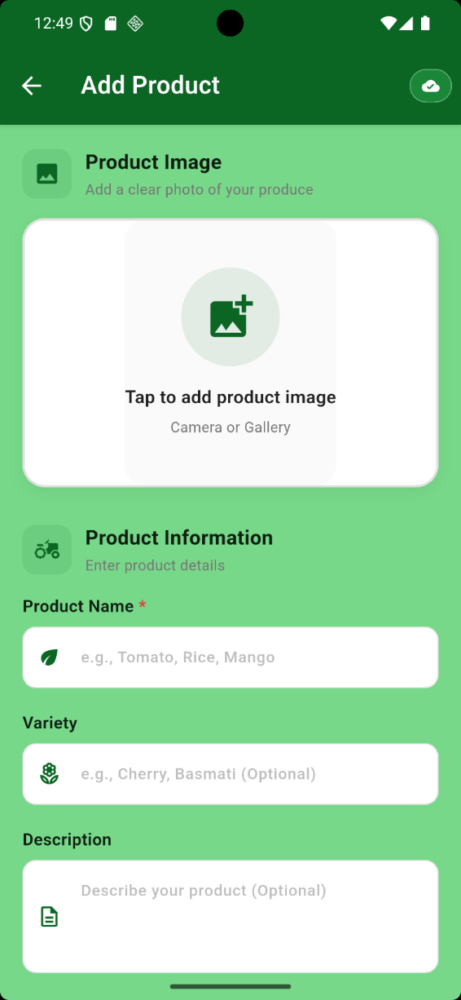 12:49
Add Product
Product Image
Add a clear photo of your produce
Tap to add product image
Camera or Gallery
Product Information
Enter product details
Product Name *
e.g., Tomato, Rice, Mango
Variety
e.g., Cherry, Basmati (Optional)
Description
Describe your product (Optional)